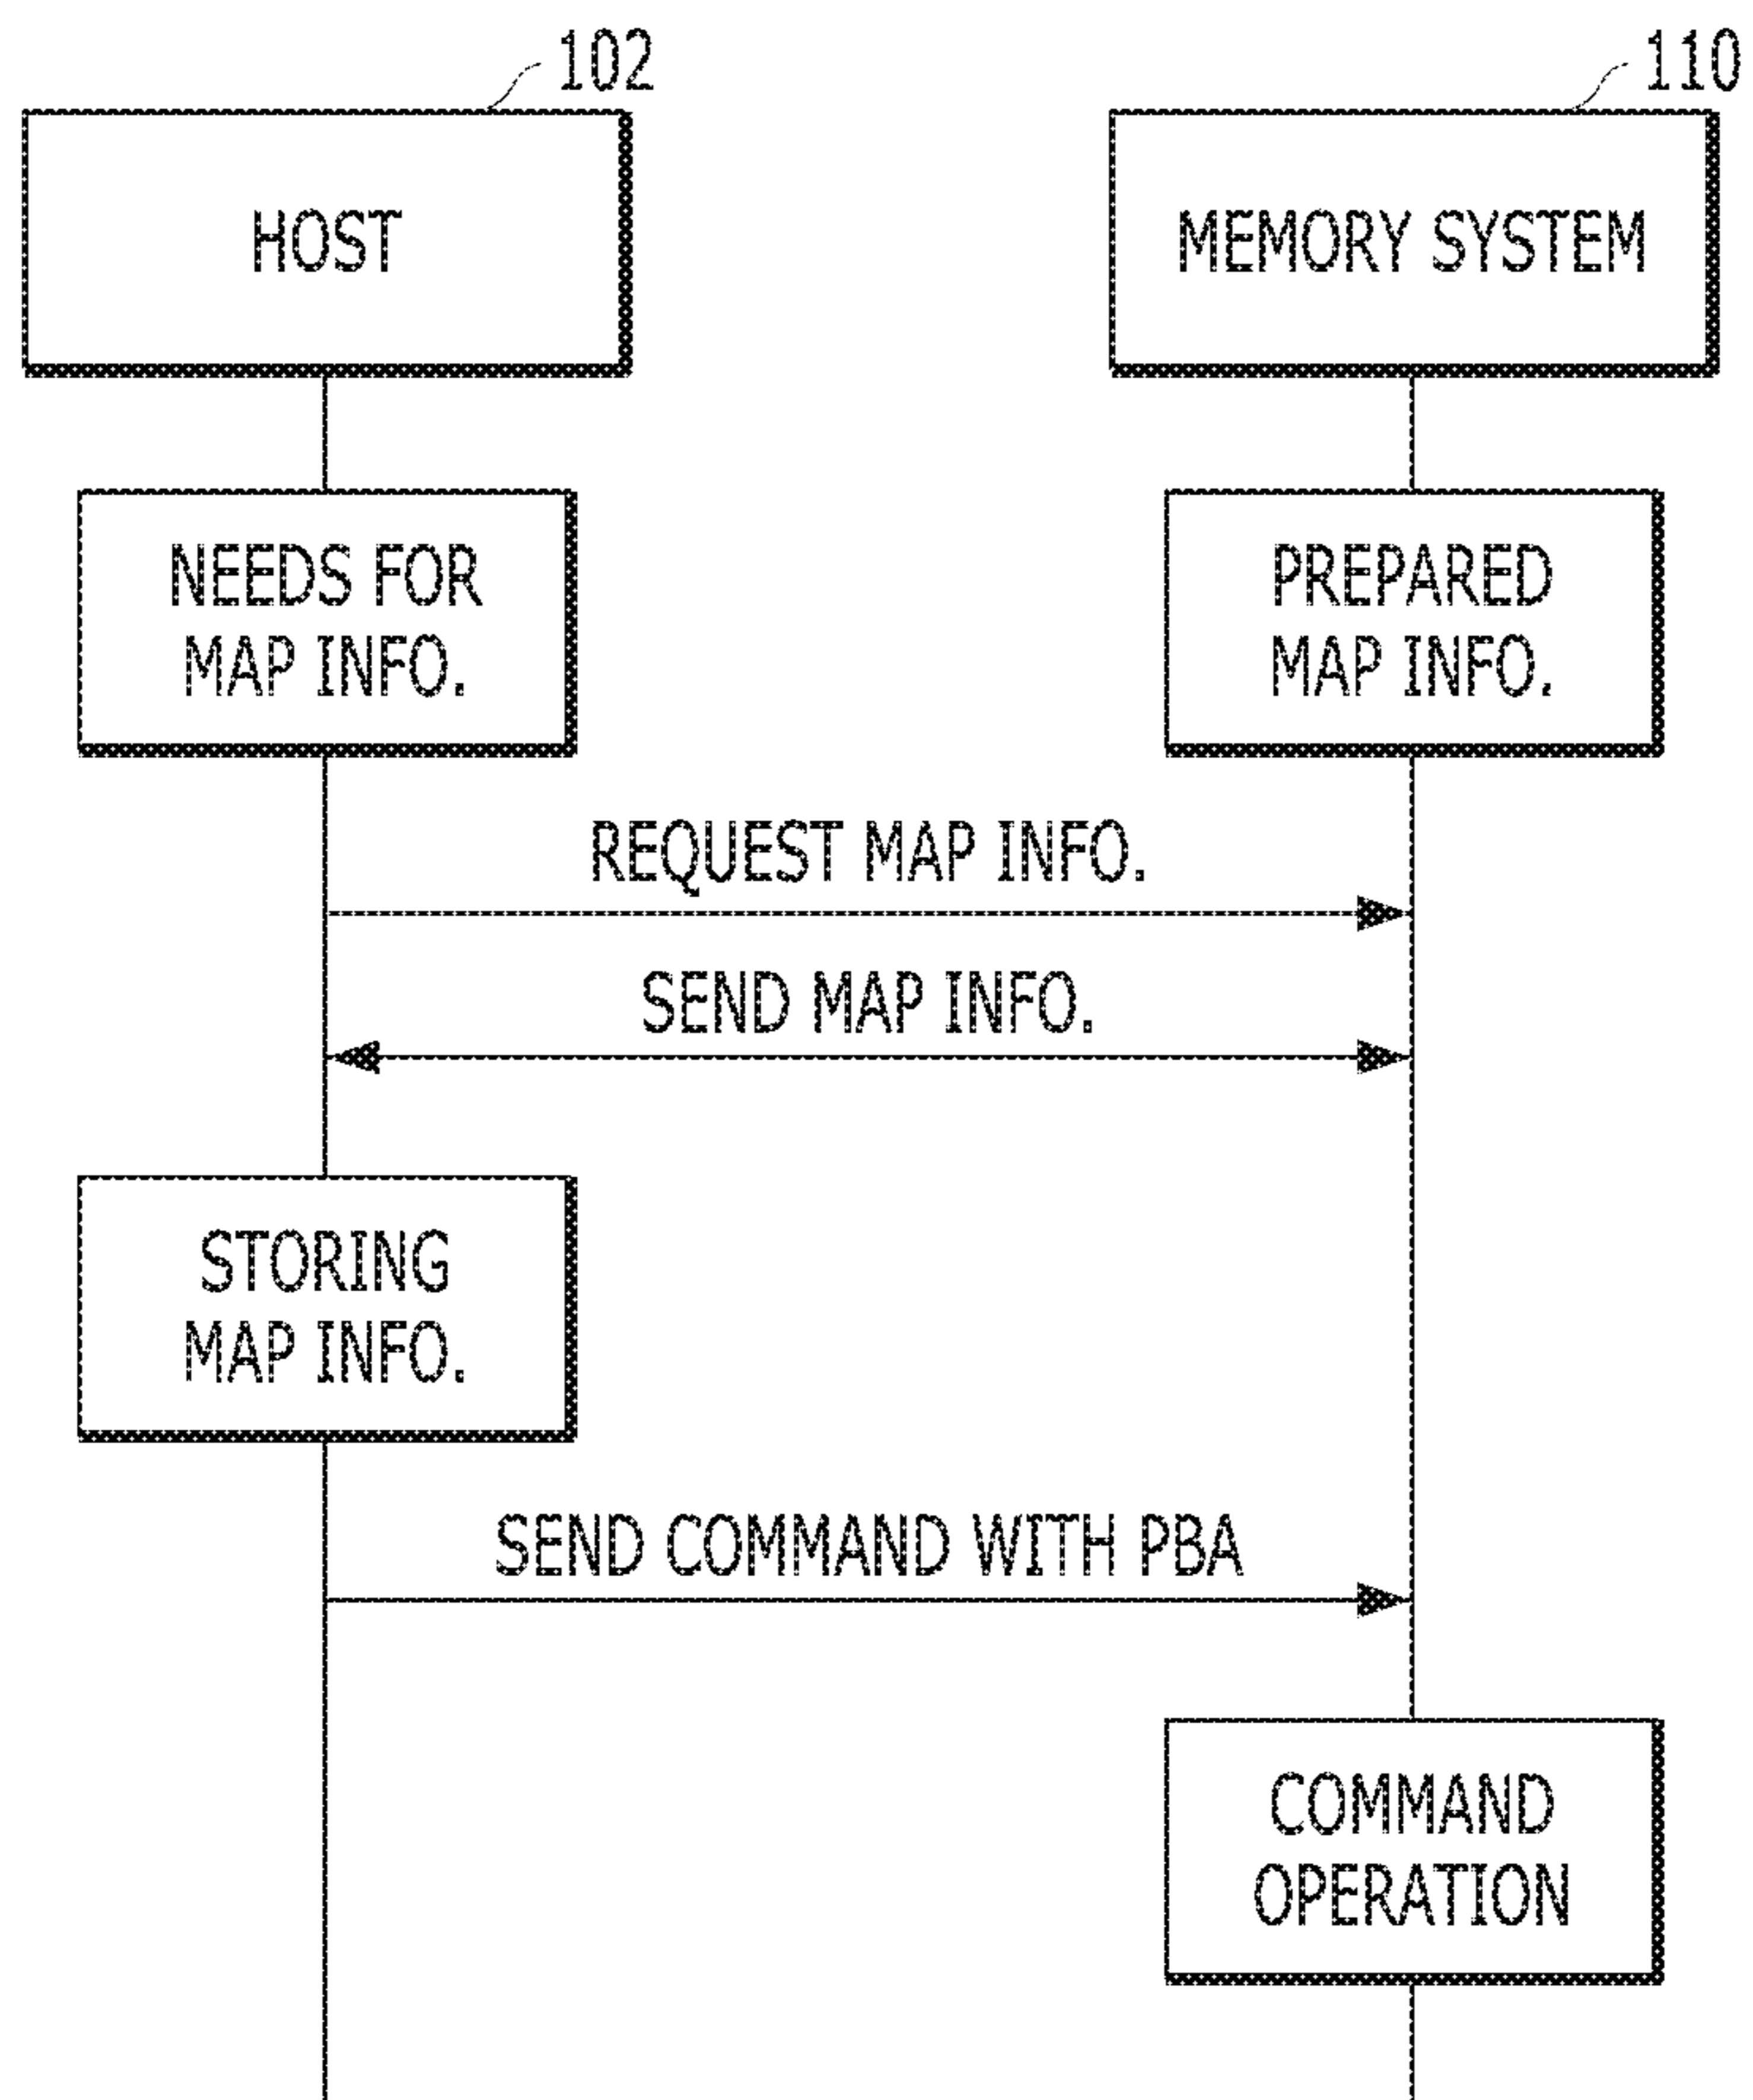 102
110
HOST
MEMORY SYSTEM
NEEDS FOR
MAP INFO.
PREPARED
MAP INFO.
REQUEST MAP INFO.
SEND MAP INFO.
STORING
MAP INFO.
SEND COMMAND WITH PBA
COMMAND
OPERATION